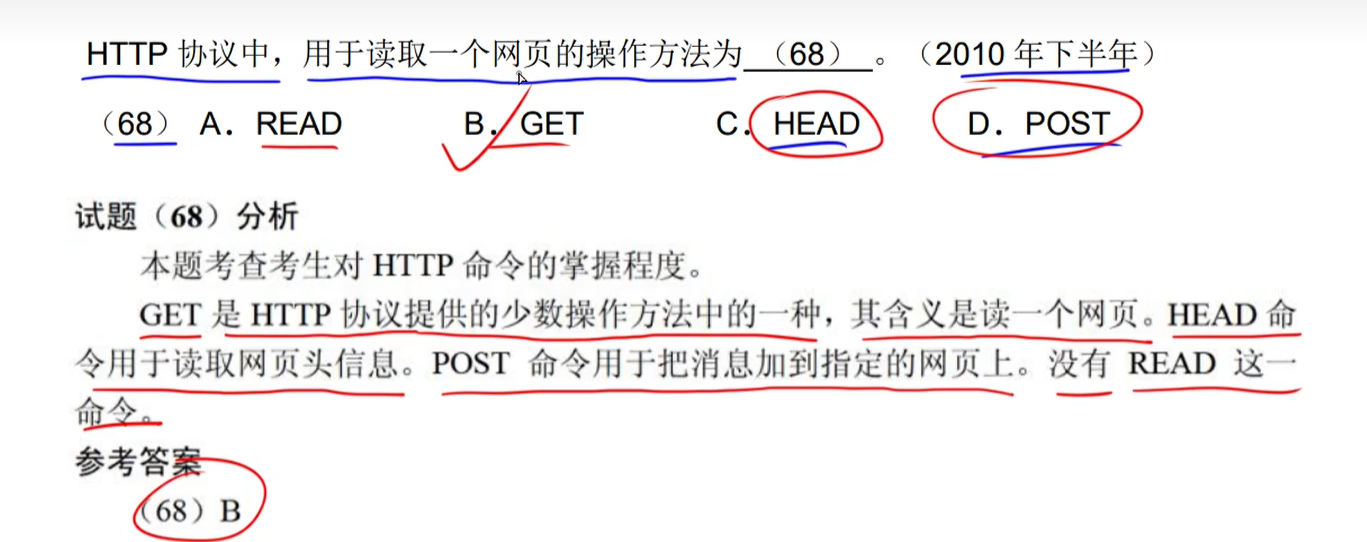 HTTP 协议中，用于读取一个网页的操作方法为 （68） 。（2010 年下半年）
（68） A．READ B．GET C．HEAD D．POST
试题（68）分析
本题考查考生对 HTTP 命令的掌握程度。
GET 是 HTTP 协议提供的少数操作方法中的一种，其含义是读一个网页。HEAD 命
令用于读取网页头信息。POST 命令用于把消息加到指定的网页上。没有 READ 这一
命令。
参考答案
（68）B